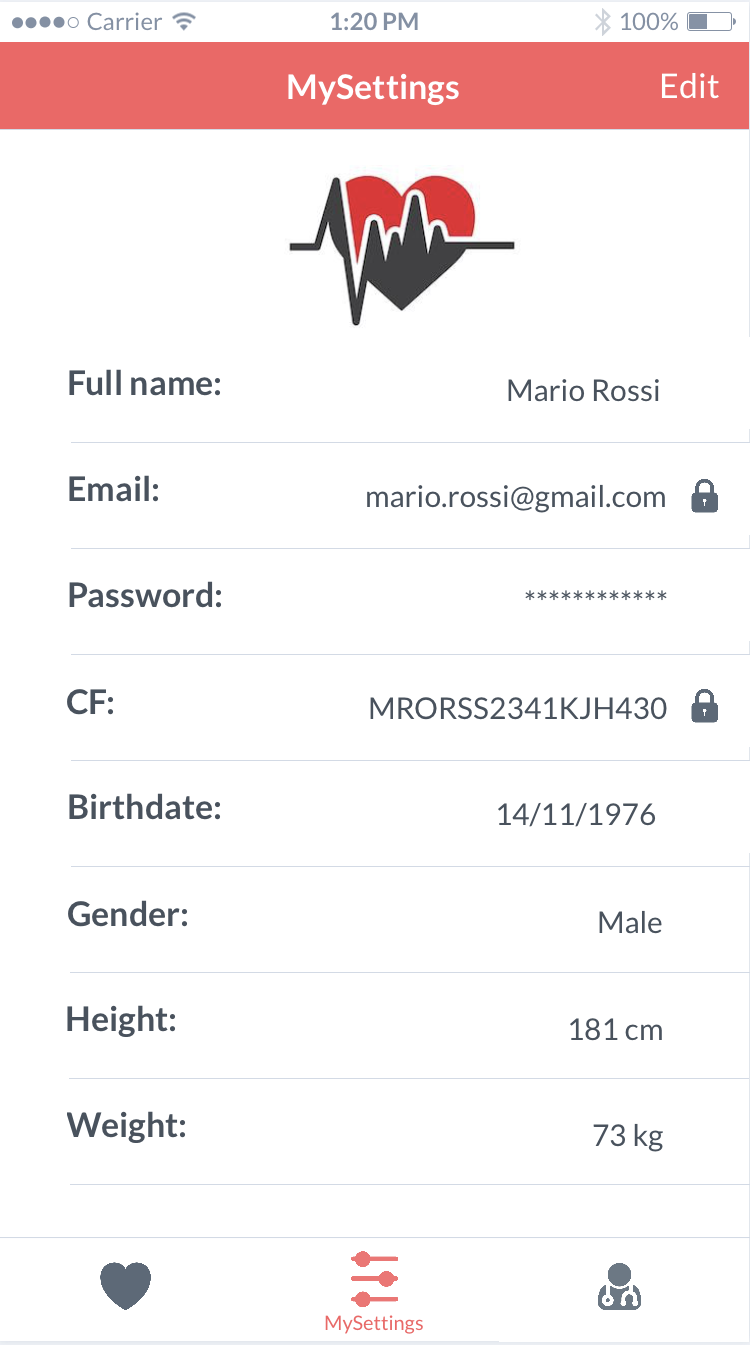 Carrier 1:20 PM 100%
MySettings Edit
Full name: Mario Rossi
Email: mario.rossi@gmail.com
Password: ************
CF: MRORSS2341KJH430
Birthdate: 14/11/1976
Gender: Male
Height: 181 cm
Weight: 73 kg
MySettings